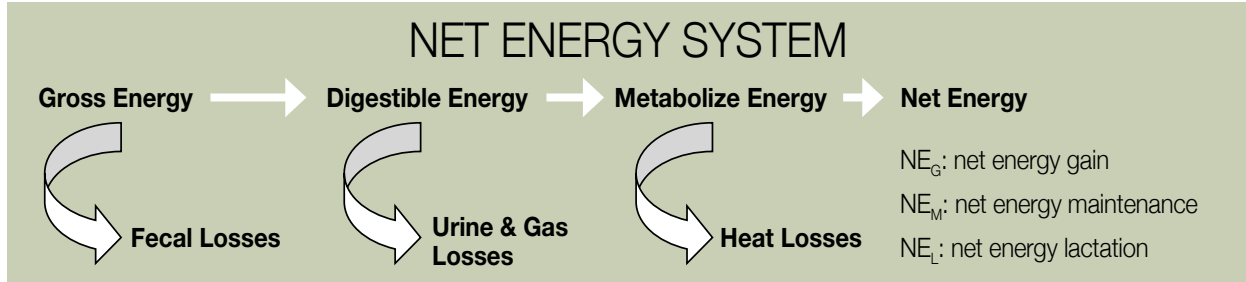 NET ENERGY SYSTEM
Gross Energy
Digestible Energy
Metabolize Energy
Net Energy
Fecal Losses
Urine & Gas
Losses
Heat Losses
NEG: net energy gain
NEM: net energy maintenance
NEL: net energy lactation